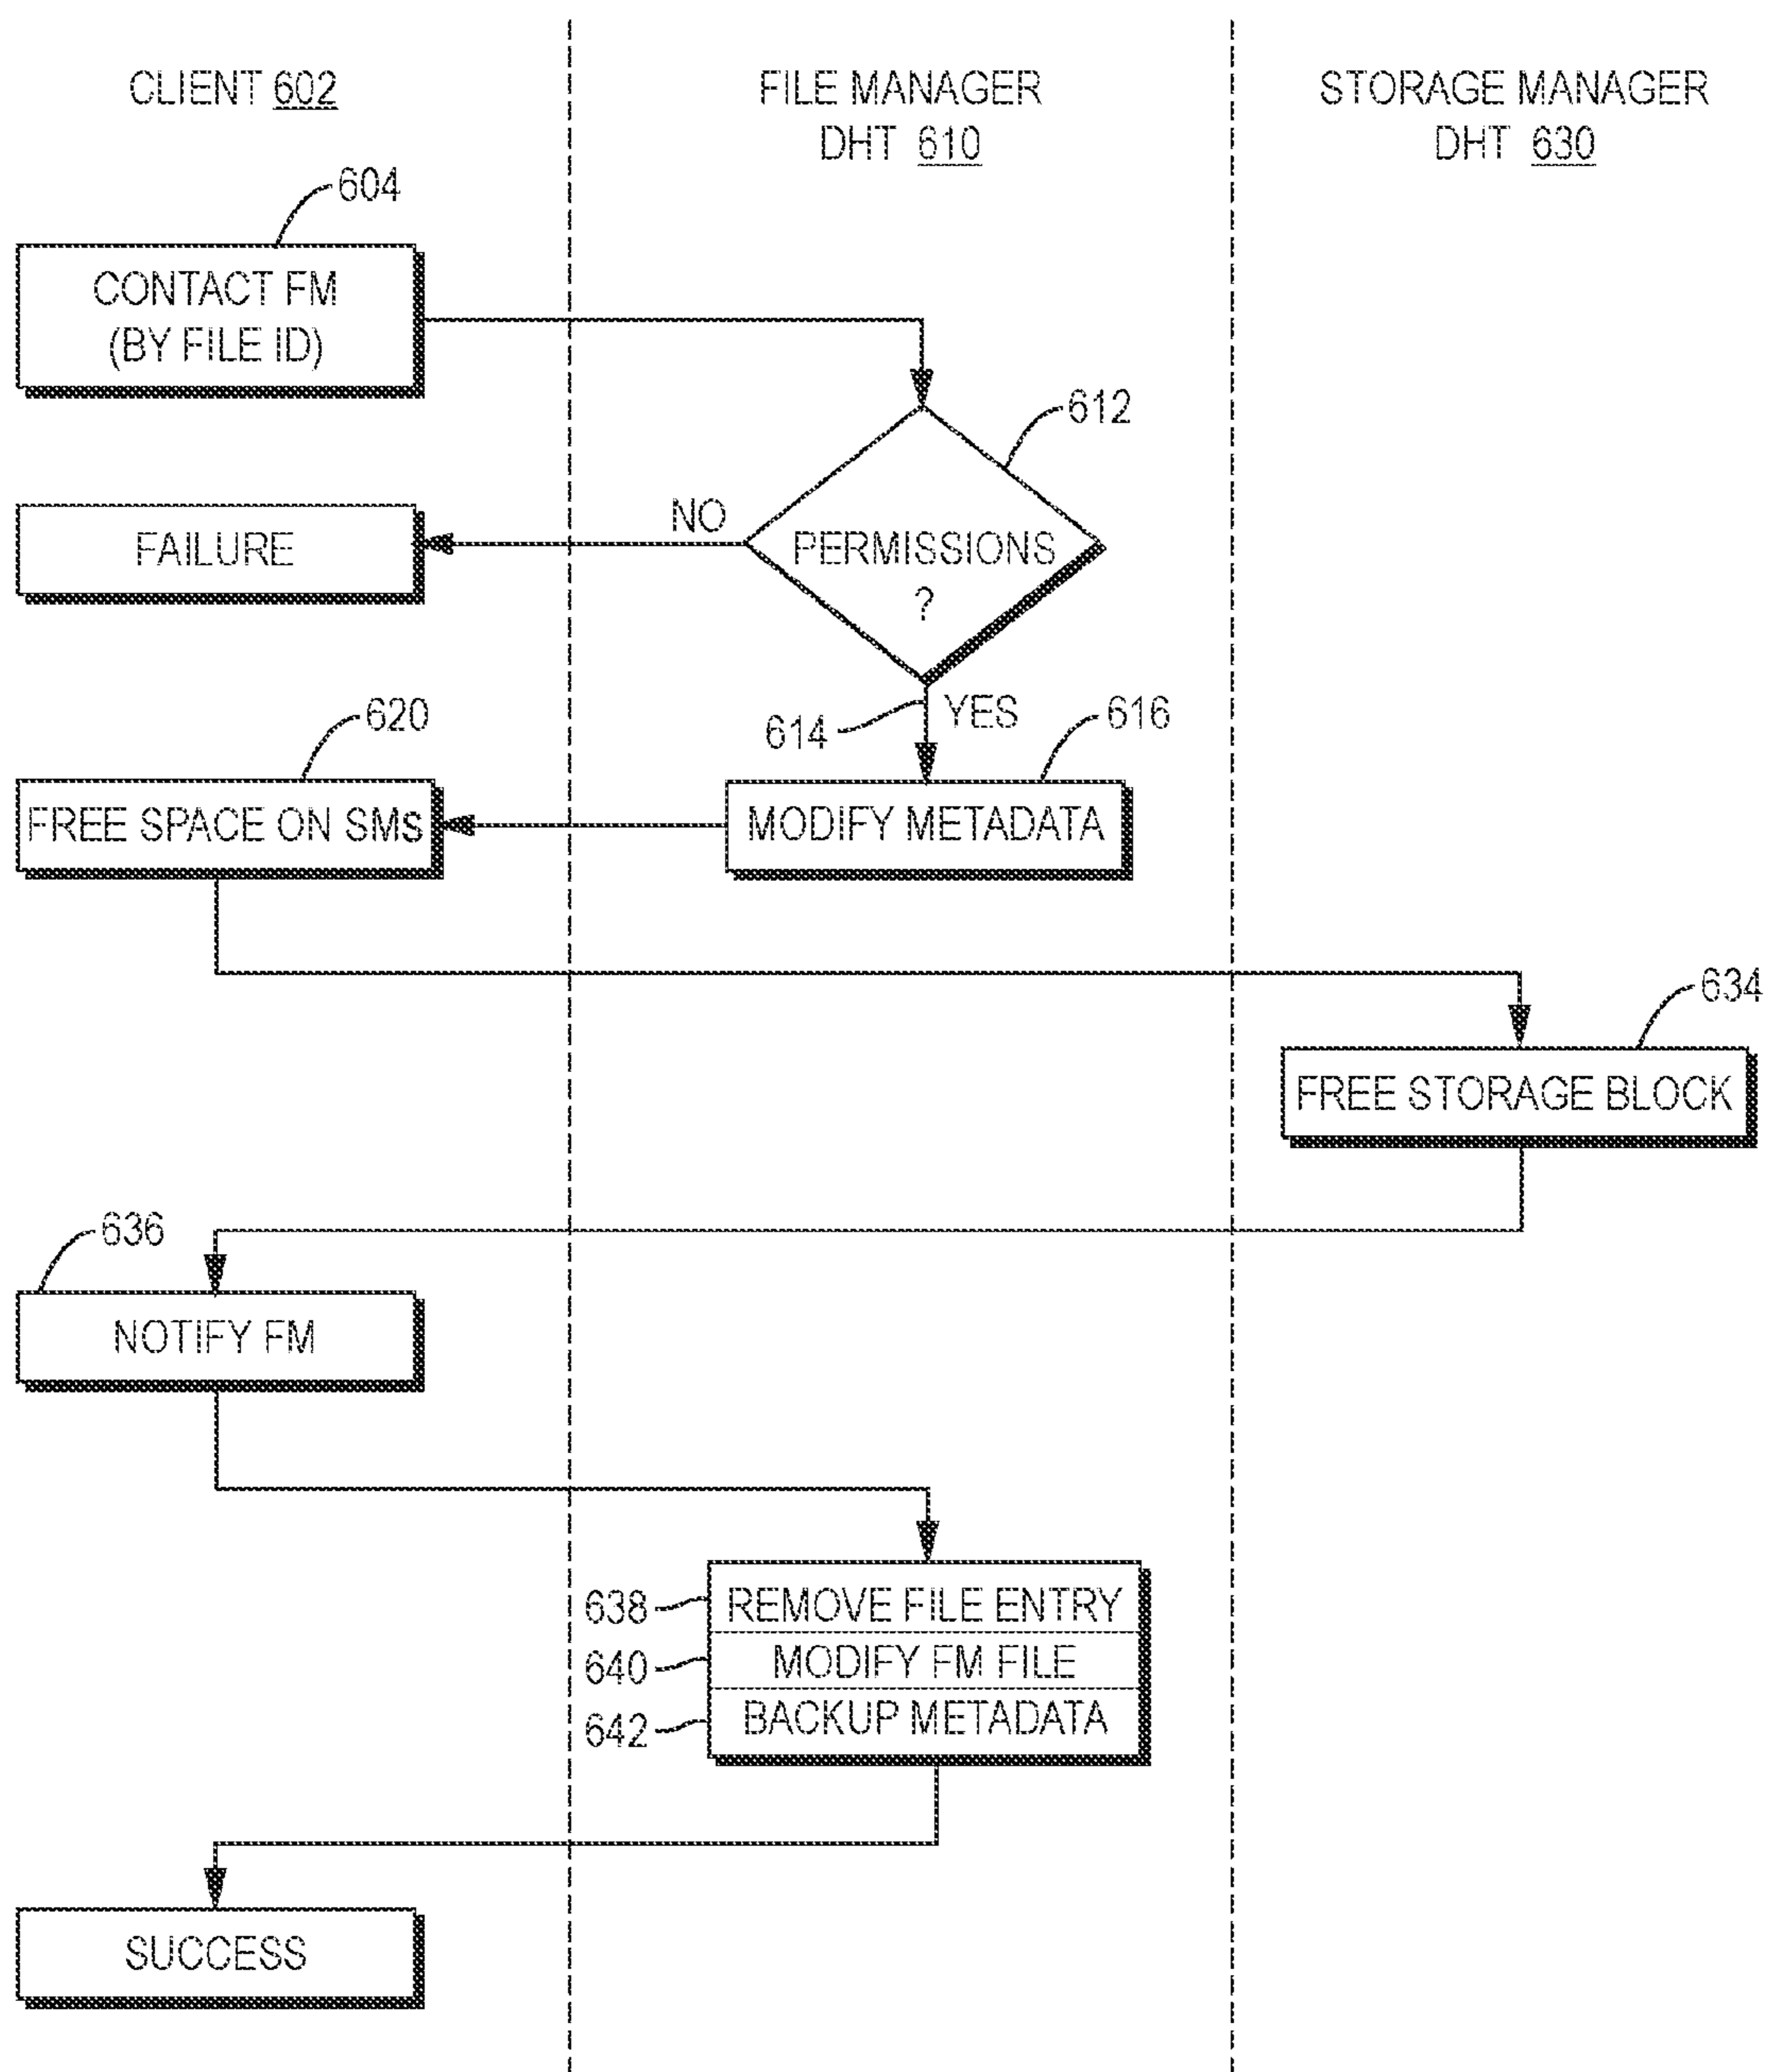 CLIENT 602
FILE MANAGER
DHT 610
STORAGE MANAGER
DHT 630
604
CONTACT FM
(BY FILE ID)
612
NO
FAILURE
PERMISSIONS
?
620
614
YES
616
FREE SPACE ON SMs
MODIFY METADATA
634
FREE STORAGE BLOCK
636
NOTIFY FM
638
REMOVE FILE ENTRY
640
MODIFY FM FILE
642
BACKUP METADATA
SUCCESS